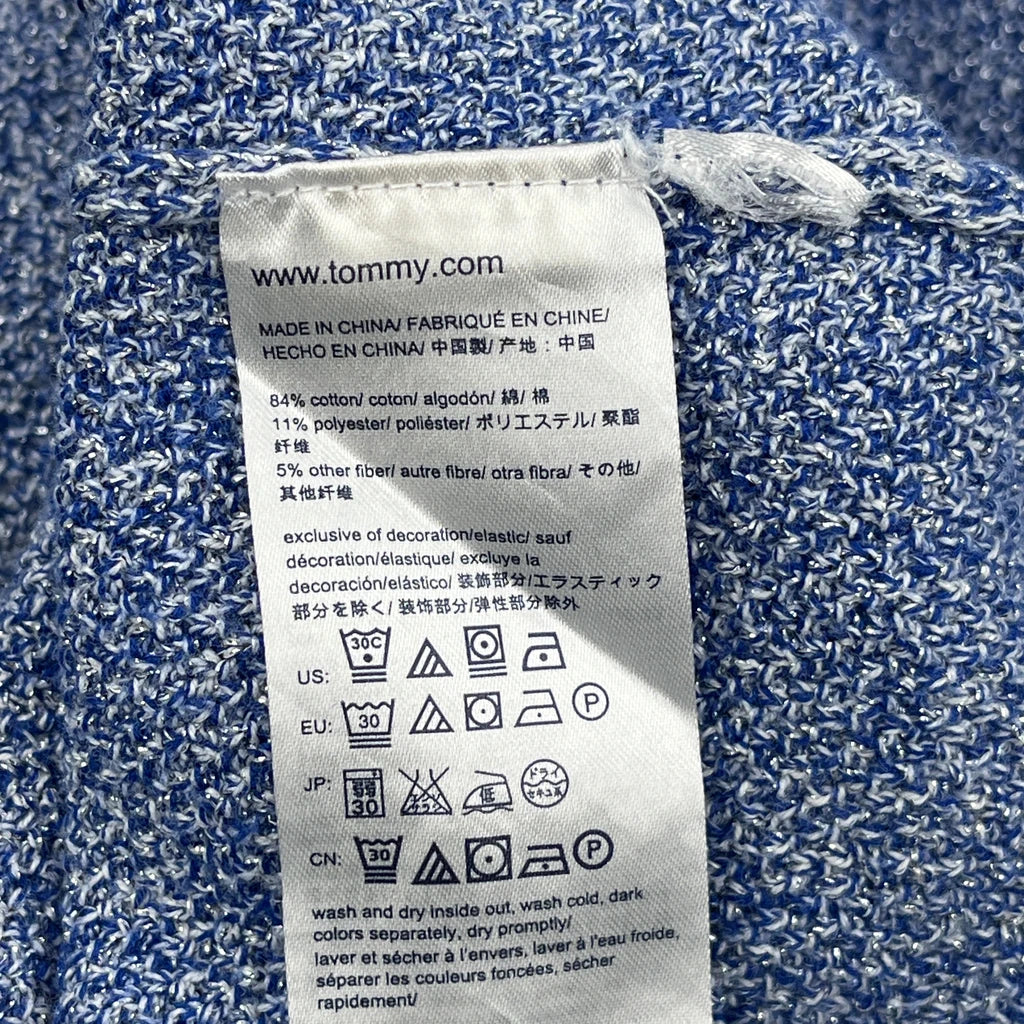 www.tommy.com
MADE IN CHINA/ FABRIQUÉ EN CHINE/
HECHO EN CHINA/ 中国製/ 产地 : 中国
84% cotton/ coton/ algodón/ 綿/ 棉
11% polyester/ poliéster/ ポリエステル/ 聚酯
纤维
5% other fiber/ autre fibre/ otra fibra/ その他/
其他纤维
exclusive of decoration/elastic/ sauf
décoration/élastique/ excluye la
decoración/elástico/ 装飾部分/エラスティック
部分を除く/ 装饰部分/弹性部分除外
US: 30C
EU: 30 P
JP: 弱 30 エンソ サラシ 低 ドライ セキユ系
CN: 30 P
wash and dry inside out, wash cold, dark
colors separately, dry promptly/
laver et sécher à l'envers, laver à l'eau froide,
séparer les couleurs foncées, sécher
rapidement/